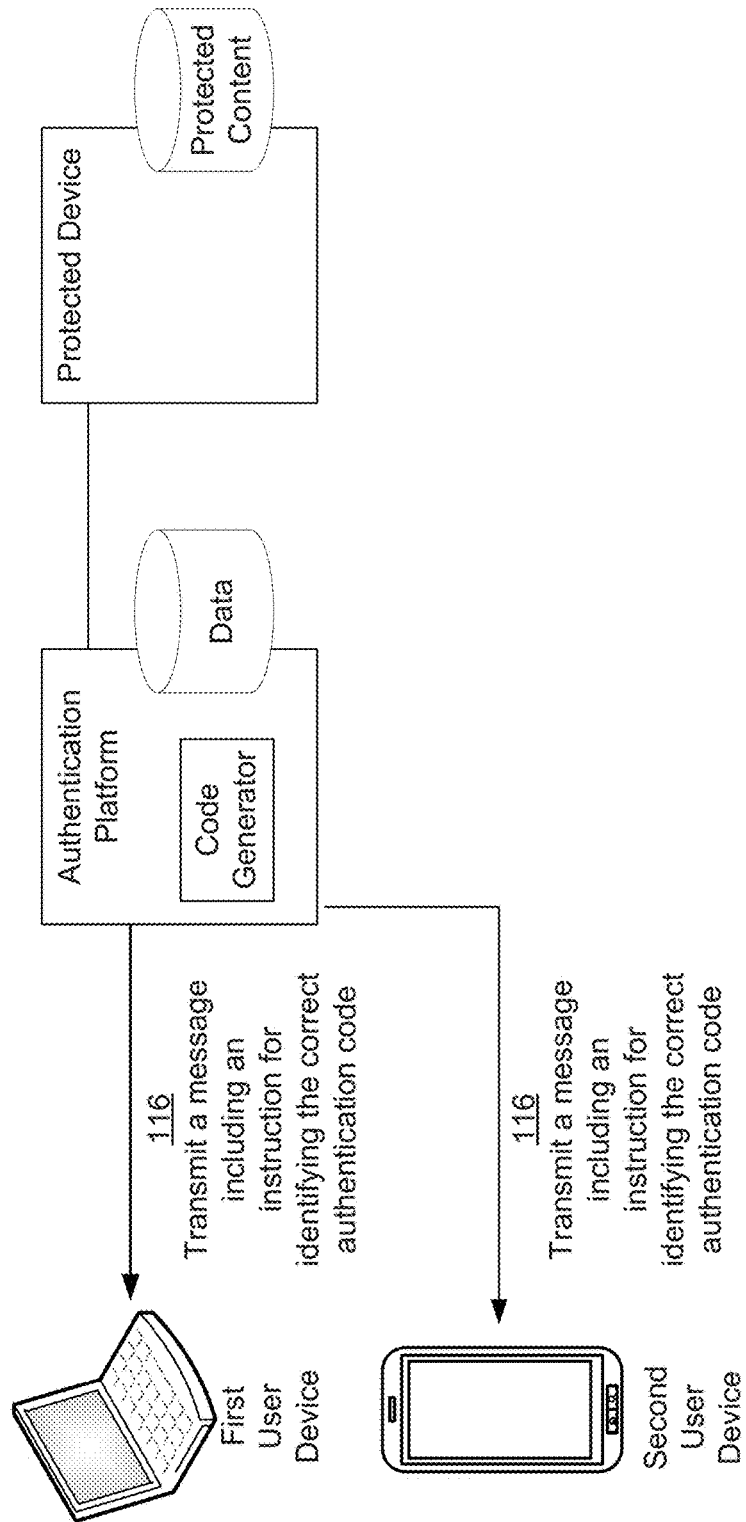 First
User
Device
116
Transmit a message
including an
instruction for
identifying the correct
authentication code
Authentication
Platform
Code
Generator
Data
Protected Device
Protected
Content
Second
User
Device
116
Transmit a message
including an
instruction for
identifying the correct
authentication code